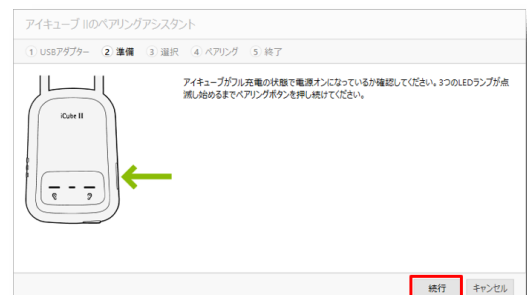 アイキューブ IIのペアリングアシスタント
1 USBアダプター 2 準備 3 選択 4 ペアリング 5 終了
アイキューブがフル充電の状態で電源オンになっているか確認してください。3つのLEDランプが点
滅し始めるまでペアリングボタンを押し続けてください。
iCube II
続行 キャンセル